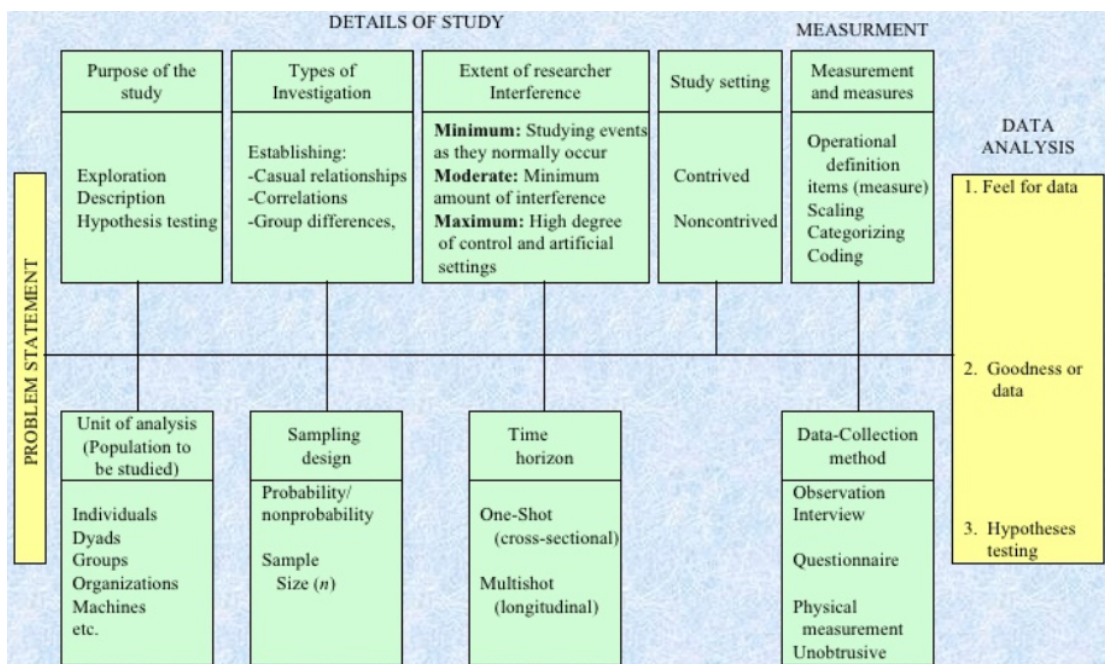 DETAILS OF STUDY
MEASURMENT
Purpose of the
study
Exploration
Description
Hypothesis testing
Types of
Investigation
Establishing:
-Casual relationships
-Correlations
-Group differences,
Extent of researcher
Interference
Minimum: Studying events
as they normally occur
Moderate: Minimum
amount of interference
Maximum: High degree
of control and artificial
settings
Study setting
Contrived
Noncontrived
Measurement
and measures
Operational
definition
items (measure)
Scaling
Categorizing
Coding
DATA
ANALYSIS
1. Feel for data
2. Goodness or
data
3. Hypotheses
testing
PROBLEM STATEMENT
Unit of analysis
(Population to
be studied)
Individuals
Dyads
Groups
Organizations
Machines
etc.
Sampling
design
Probability/
nonprobability
Sample
Size (n)
Time
horizon
One-Shot
(cross-sectional)
Multishot
(longitudinal)
Data-Collection
method
Observation
Interview
Questionnaire
Physical
measurement
Unobtrusive